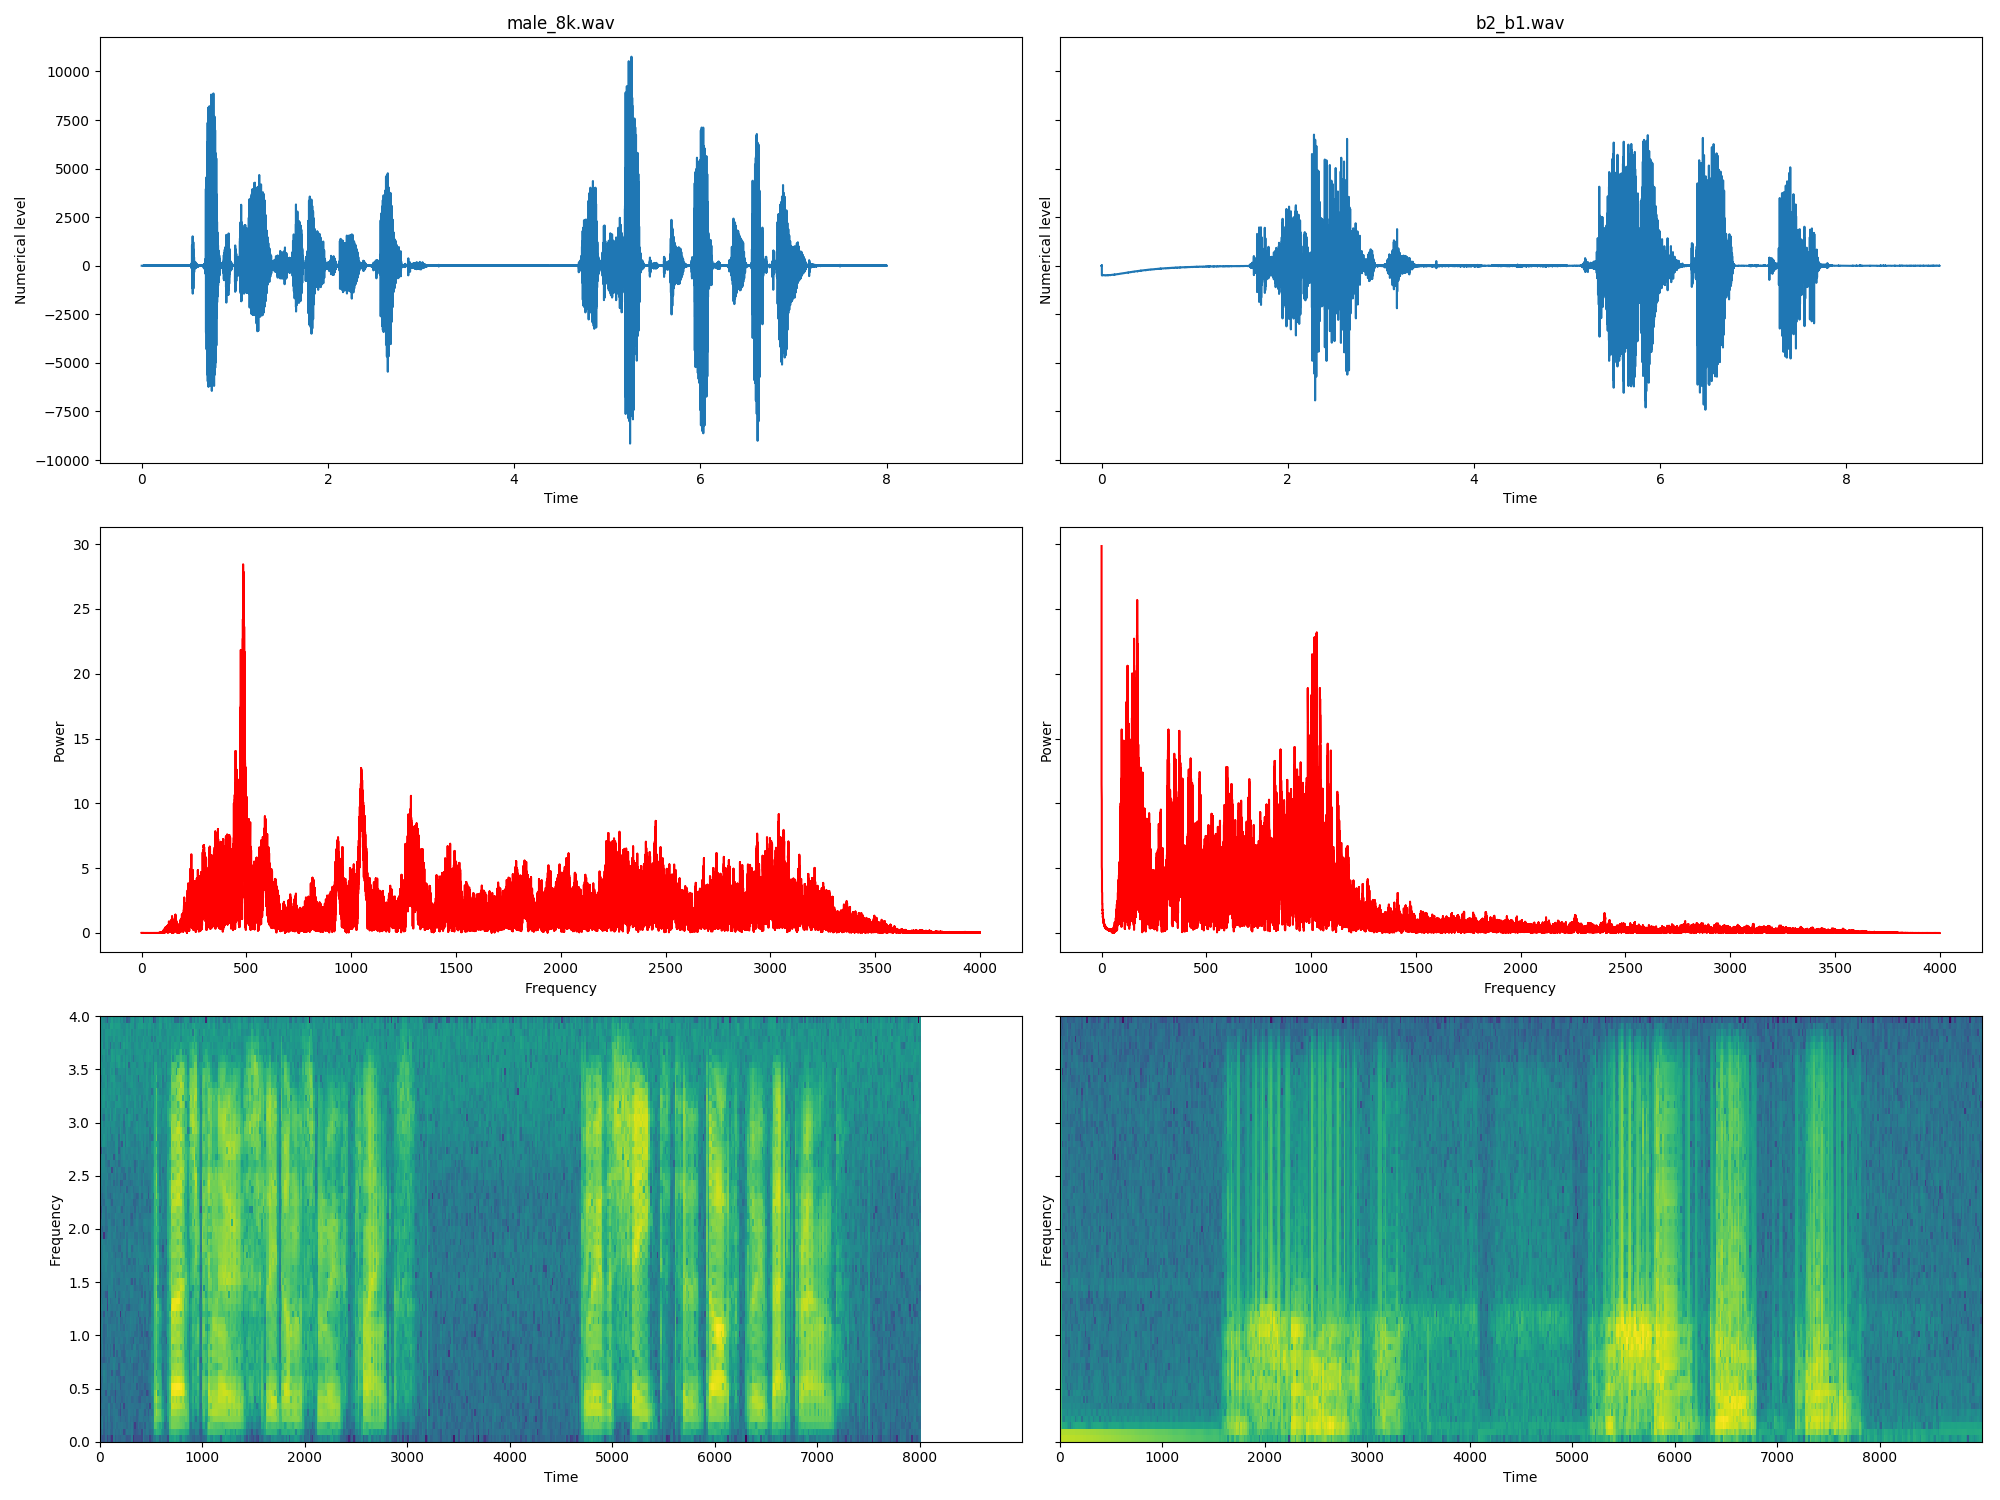 male_8k.wav
b2_b1.wav
10000
7500
5000
2500
0
−2500
−5000
−7500
−10000
Numerical level
Numerical level
0 2 4 6 8
0 2 4 6 8
Time
Time
30
25
20
15
10
5
0
Power
Power
0 500 1000 1500 2000 2500 3000 3500 4000
0 500 1000 1500 2000 2500 3000 3500 4000
Frequency
Frequency
4.0
3.5
3.0
2.5
2.0
1.5
1.0
0.5
0.0
Frequency
Frequency
0 1000 2000 3000 4000 5000 6000 7000 8000
0 1000 2000 3000 4000 5000 6000 7000 8000
Time
Time